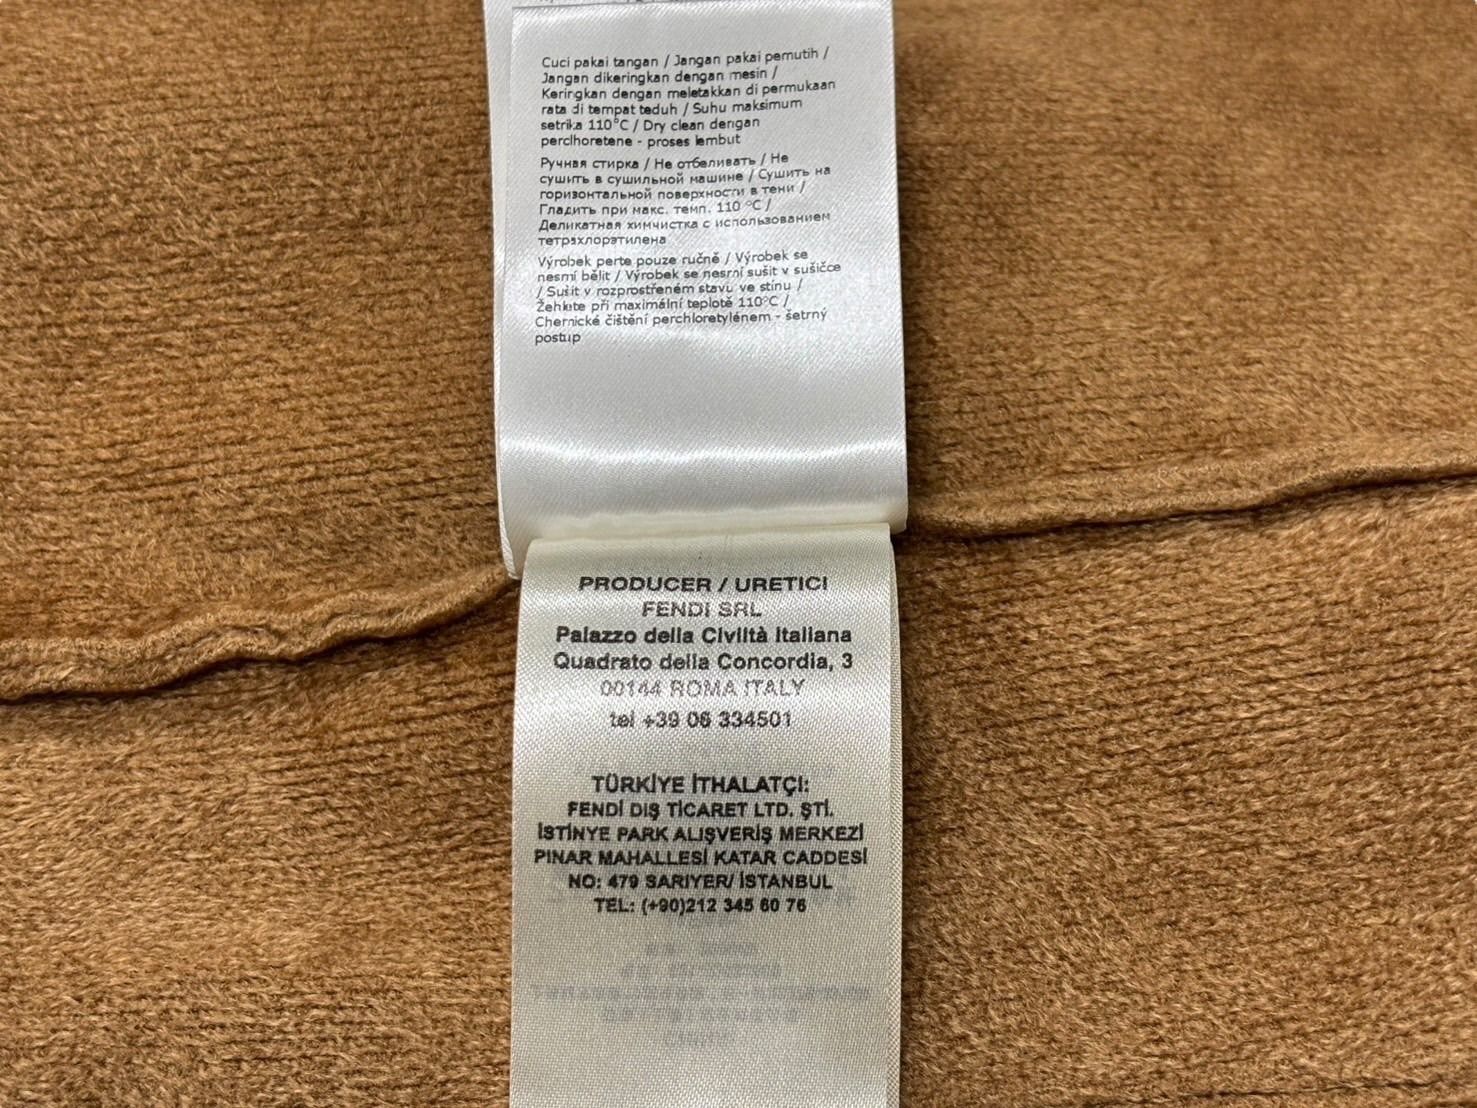 Cuci pakai tangan / Jangan pakai pemutih /
Jangan dikeringkan dengan mesin /
Keringkan dengan meletakkan di permukaan
rata di tempat teduh / Suhu maksimum
setrika 110°C / Dry clean dengan
perclhoretene - proses lembut
Ручная стирка / Не отбеливать / Не
сушить в сушильной машине / Сушить на
горизонтальной поверхности в тени /
Гладить при макс. темп. 110 °C /
Деликатная химчистка с использованием
тетрахлорэтилена
Výrobek perte pouze ručně / Výrobek se
nesmí bělit / Výrobek se nesmí sušit v sušičce
/ Sušit v rozprostřeném stavu ve stínu /
Žehlete při maximální teplotě 110°C /
Chemické čištění perchloretylénem - šetrný
postup
PRODUCER / URETICI
FENDI SRL
Palazzo della Civiltà Italiana
Quadrato della Concordia, 3
00144 ROMA ITALY
tel +39 06 334501
TÜRKİYE İTHALATÇI:
FENDİ DIŞ TİCARET LTD. ŞTİ.
İSTİNYE PARK ALIŞVERİŞ MERKEZİ
PINAR MAHALLESİ KATAR CADDESİ
NO: 479 SARIYER/ İSTANBUL
TEL: (+90)212 345 60 76